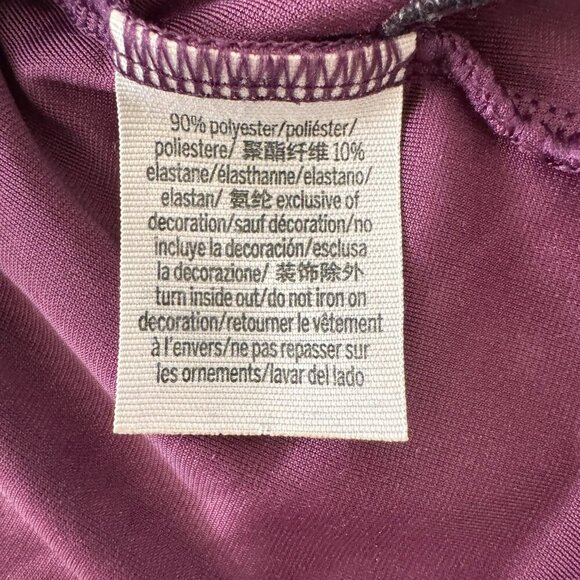 90% polyester/poliéster/
poliestere/ 聚酯纤维 10%
elastane/élasthanne/elastano/
elastan/ 氨纶 exclusive of
decoration/sauf décoration/no
incluye la decoración/esclusa
la decorazione/ 装饰除外
turn inside out/do not iron on
decoration/retourner le vêtement
à l'envers/ne pas repasser sur
les ornements/lavar del lado